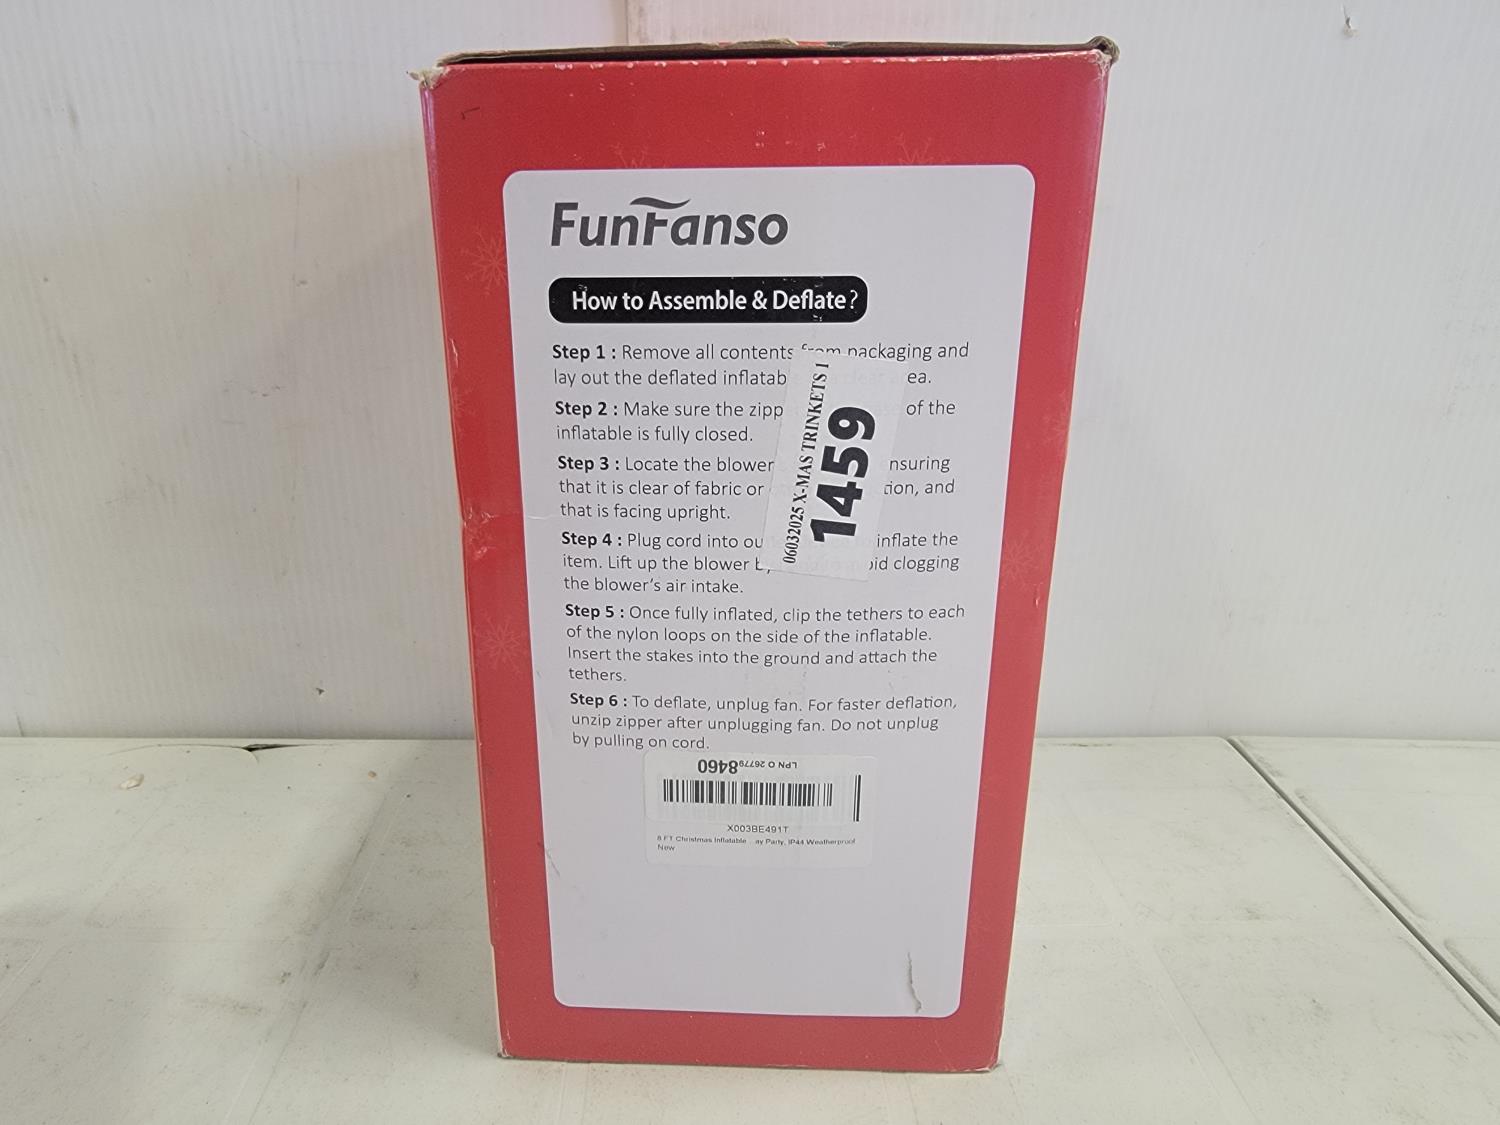 FunFanso
How to Assemble & Deflate?
Step 1 : Remove all contents from packaging and
lay out the deflated inflatab ea.
Step 2 : Make sure the zipp of the
inflatable is fully closed.
Step 3 : Locate the blower nsuring
that it is clear of fabric or tion, and
that is facing upright.
Step 4 : Plug cord into ou inflate the
item. Lift up the blower b id clogging
the blower's air intake.
Step 5 : Once fully inflated, clip the tethers to each
of the nylon loops on the side of the inflatable.
Insert the stakes into the ground and attach the
tethers.
Step 6 : To deflate, unplug fan. For faster deflation,
unzip zipper after unplugging fan. Do not unplug
by pulling on cord.
06032025 X-MAS TRINKETS 1
1459
LPN O 267798460
X003BE491T
8 FT Christmas Inflatable ... ay Party, IP44 Weatherproof
New